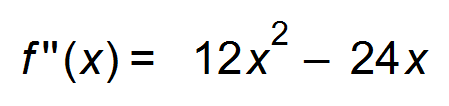 f"(x) = 12x² – 24x